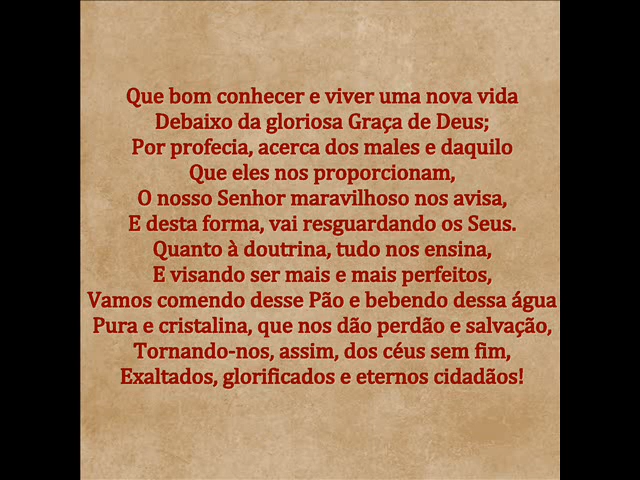 Que bom conhecer e viver uma nova vida
Debaixo da gloriosa Graça de Deus;
Por profecia, acerca dos males e daquilo
Que eles nos proporcionam,
O nosso Senhor maravilhoso nos avisa,
E desta forma, vai resguardando os Seus.
Quanto à doutrina, tudo nos ensina,
E visando ser mais e mais perfeitos,
Vamos comendo desse Pão e bebendo dessa água
Pura e cristalina, que nos dão perdão e salvação,
Tornando-nos, assim, dos céus sem fim,
Exaltados, glorificados e eternos cidadãos!